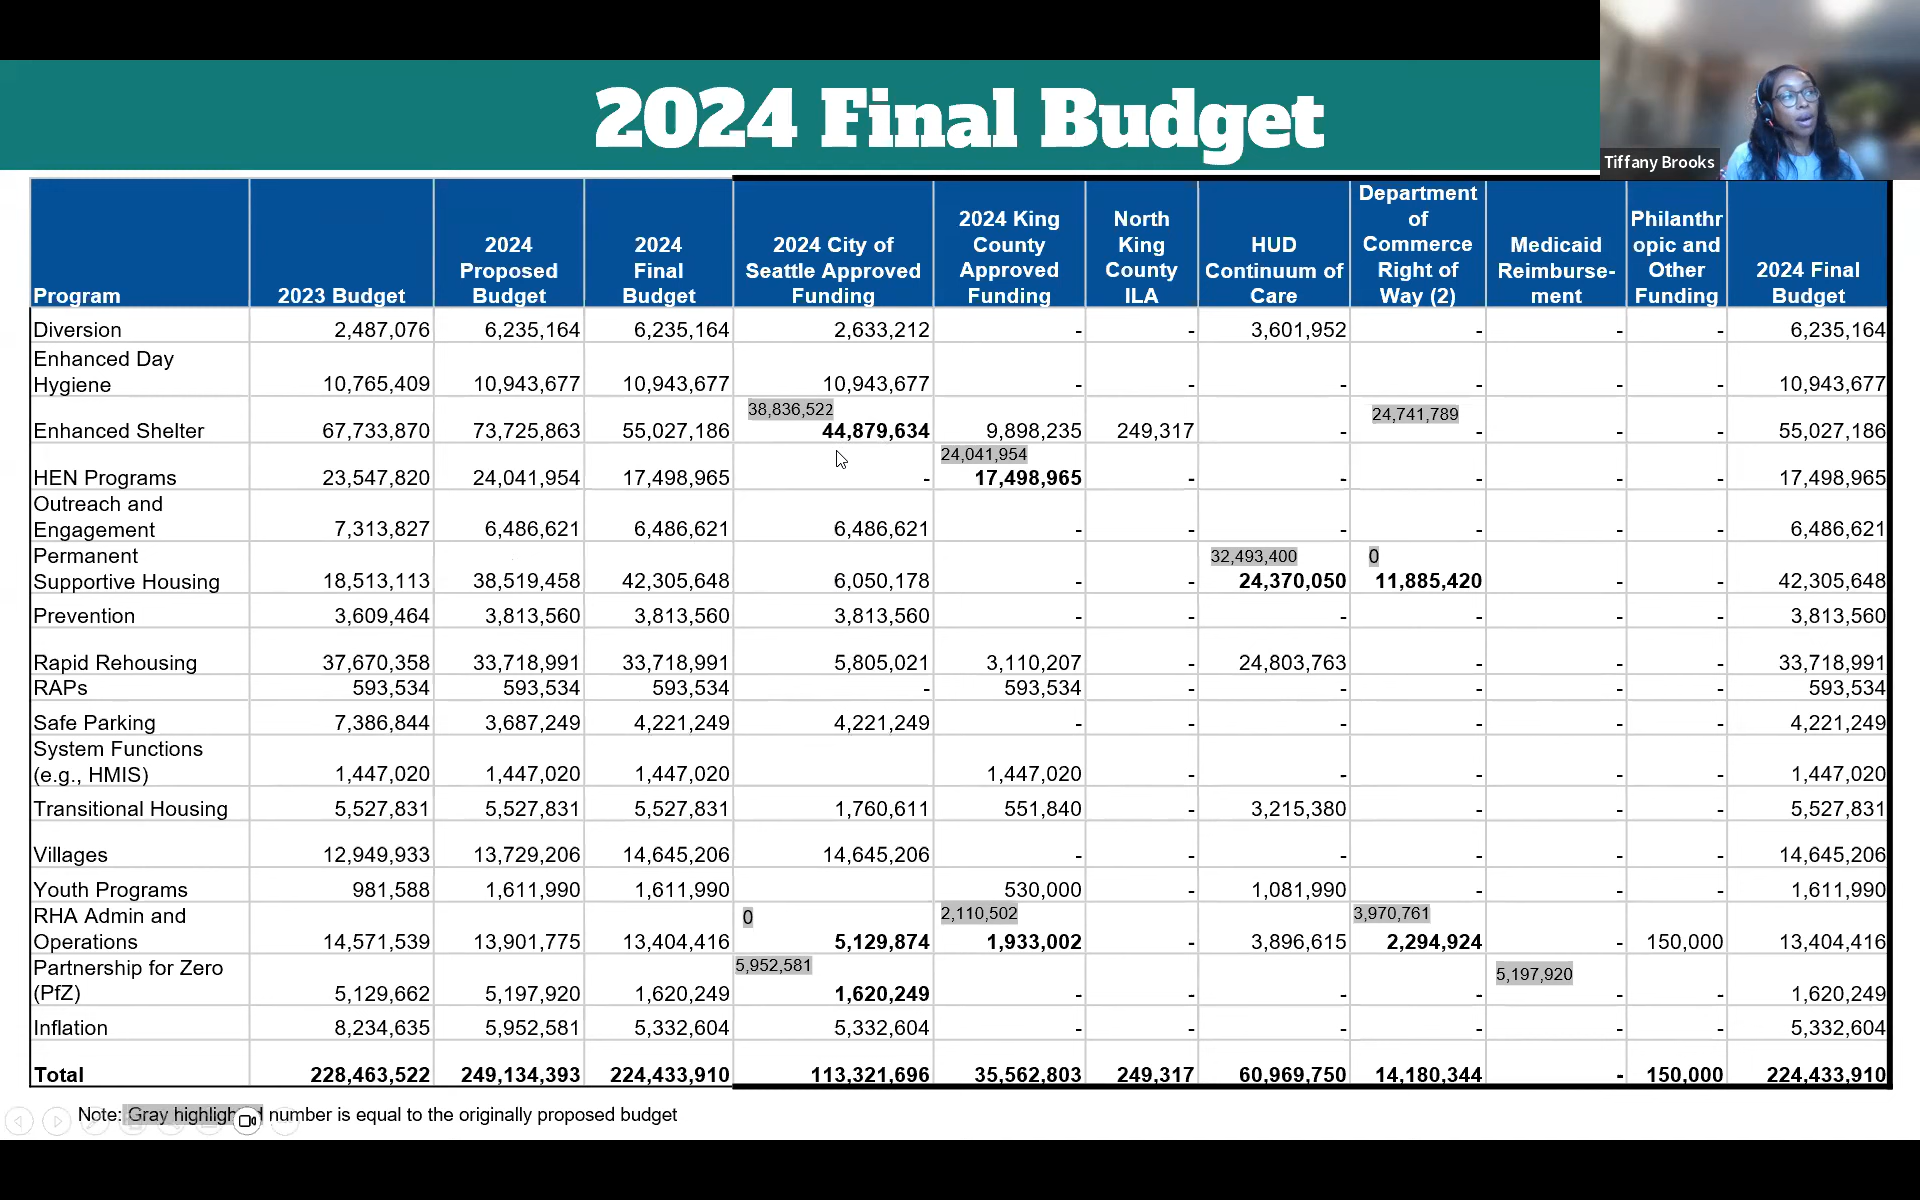 2024 Final Budget
Tiffany Brooks
Program 2023 Budget 2024 Proposed Budget 2024 Final Budget 2024 City of Seattle Approved Funding 2024 King County Approved Funding North King County ILA HUD Continuum of Care Department of Commerce Right of Way (2) Medicaid Reimburse-ment Philanthropic and Other Funding 2024 Final Budget
Diversion 2,487,076 6,235,164 6,235,164 2,633,212 - - 3,601,952 - - - 6,235,164
Enhanced Day
Hygiene 10,765,409 10,943,677 10,943,677 10,943,677 - - - - - - 10,943,677
38,836,522 24,741,789
Enhanced Shelter 67,733,870 73,725,863 55,027,186 44,879,634 9,898,235 249,317 - - - - 55,027,186
24,041,954
HEN Programs 23,547,820 24,041,954 17,498,965 - 17,498,965 - - - - - 17,498,965
Outreach and
Engagement 7,313,827 6,486,621 6,486,621 6,486,621 - - - - - - 6,486,621
Permanent 32,493,400 0
Supportive Housing 18,513,113 38,519,458 42,305,648 6,050,178 - - 24,370,050 11,885,420 - - 42,305,648
Prevention 3,609,464 3,813,560 3,813,560 3,813,560 - - - - - - 3,813,560
Rapid Rehousing 37,670,358 33,718,991 33,718,991 5,805,021 3,110,207 - 24,803,763 - - - 33,718,991
RAPs 593,534 593,534 593,534 - 593,534 - - - - - 593,534
Safe Parking 7,386,844 3,687,249 4,221,249 4,221,249 - - - - - - 4,221,249
System Functions
(e.g., HMIS) 1,447,020 1,447,020 1,447,020 1,447,020 - - - - - 1,447,020
Transitional Housing 5,527,831 5,527,831 5,527,831 1,760,611 551,840 - 3,215,380 - - - 5,527,831
Villages 12,949,933 13,729,206 14,645,206 14,645,206 - - - - - - 14,645,206
Youth Programs 981,588 1,611,990 1,611,990 530,000 - 1,081,990 - - - 1,611,990
RHA Admin and 0 2,110,502 3,970,761
Operations 14,571,539 13,901,775 13,404,416 5,129,874 1,933,002 - 3,896,615 2,294,924 - 150,000 13,404,416
Partnership for Zero 5,952,581 5,197,920
(PfZ) 5,129,662 5,197,920 1,620,249 1,620,249 - - - - - - 1,620,249
Inflation 8,234,635 5,952,581 5,332,604 5,332,604 - - - - - - 5,332,604
Total 228,463,522 249,134,393 224,433,910 113,321,696 35,562,803 249,317 60,969,750 14,180,344 - 150,000 224,433,910
Note: Gray highlighted number is equal to the originally proposed budget